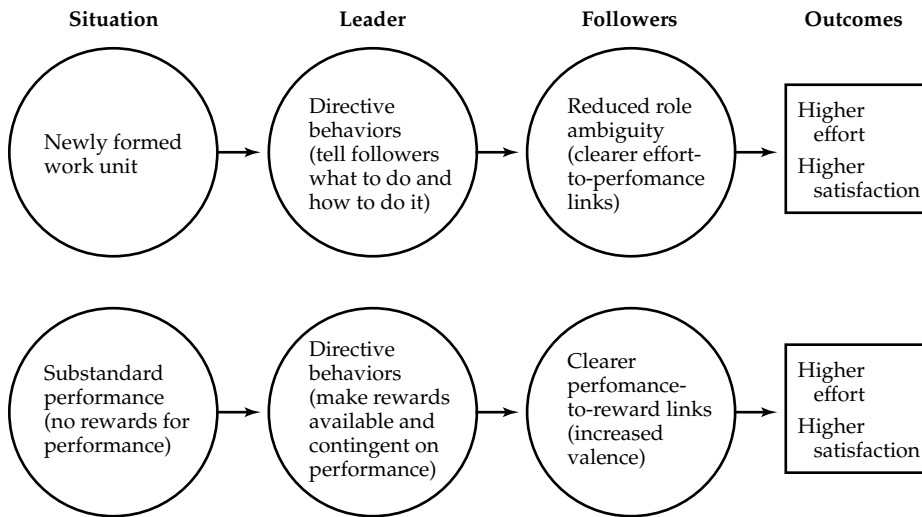 Situation
Leader
Followers
Outcomes
Newly formed
work unit
Directive
behaviors
(tell followers
what to do and
how to do it)
Reduced role
ambiguity
(clearer effort-
to-perfomance
links)
Higher
effort
Higher
satisfaction
Substandard
performance
(no rewards for
performance)
Directive
behaviors
(make rewards
available and
contingent on
performance)
Clearer
perfomance-
to-reward links
(increased
valence)
Higher
effort
Higher
satisfaction